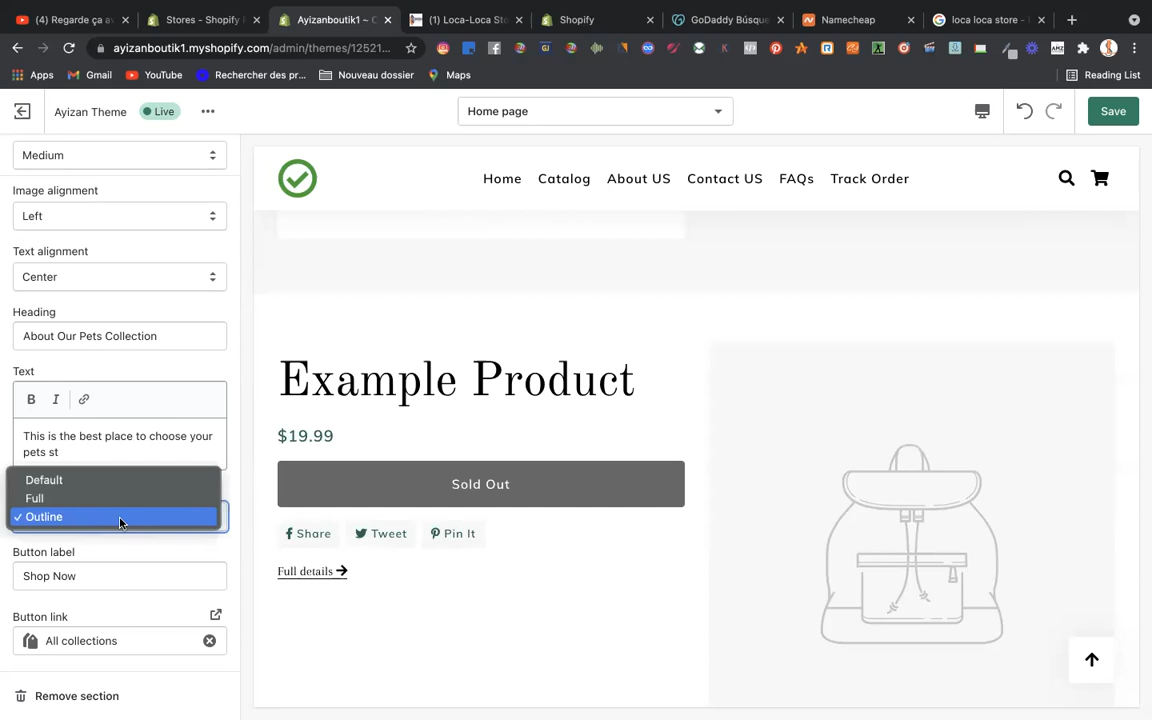 (4) Regarde ça av
Stores - Shopify
Ayizanboutik1 ~ C
(1) Loca-Loca Sto
Shopify
GoDaddy Búsque
Namecheap
loca loca store -
ayizanboutik1.myshopify.com/admin/themes/12521...
Apps
Gmail
YouTube
Rechercher des pr...
Nouveau dossier
Maps
Reading List
Ayizan Theme
Live
Home page
Save
Medium
Image alignment
Left
Text alignment
Center
Heading
About Our Pets Collection
Text
B I
This is the best place to choose your
pets st
Default
Full
Outline
Button label
Shop Now
Button link
All collections
Remove section
Home
Catalog
About US
Contact US
FAQs
Track Order
Example Product
$19.99
Sold Out
Share
Tweet
Pin It
Full details